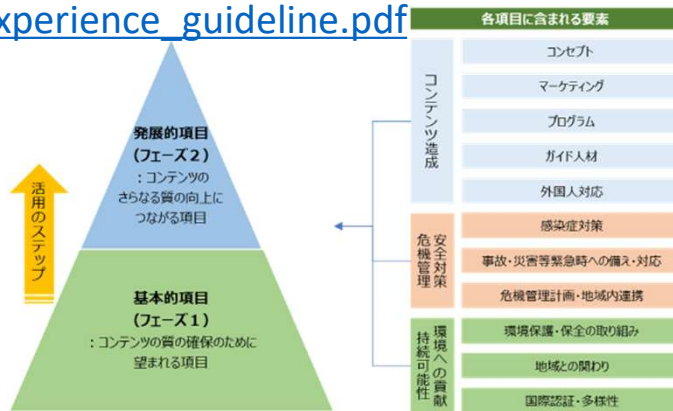 xperience_guideline.pdf
発展的項目
(フェーズ2)
:コンテンツの
さらなる質の向上に
つながる項目
活用のステップ
基本的項目
(フェーズ1)
:コンテンツの質の確保のために
望まれる項目
各項目に含まれる要素
コンテンツ造成
コンセプト
マーケティング
プログラム
ガイド人材
外国人対応
安全対策
危機管理
感染症対策
事故・災害等緊急時への備え・対応
危機管理計画・地域内連携
環境への貢献
持続可能性
環境保護・保全の取り組み
地域との関わり
国際認証・多様性